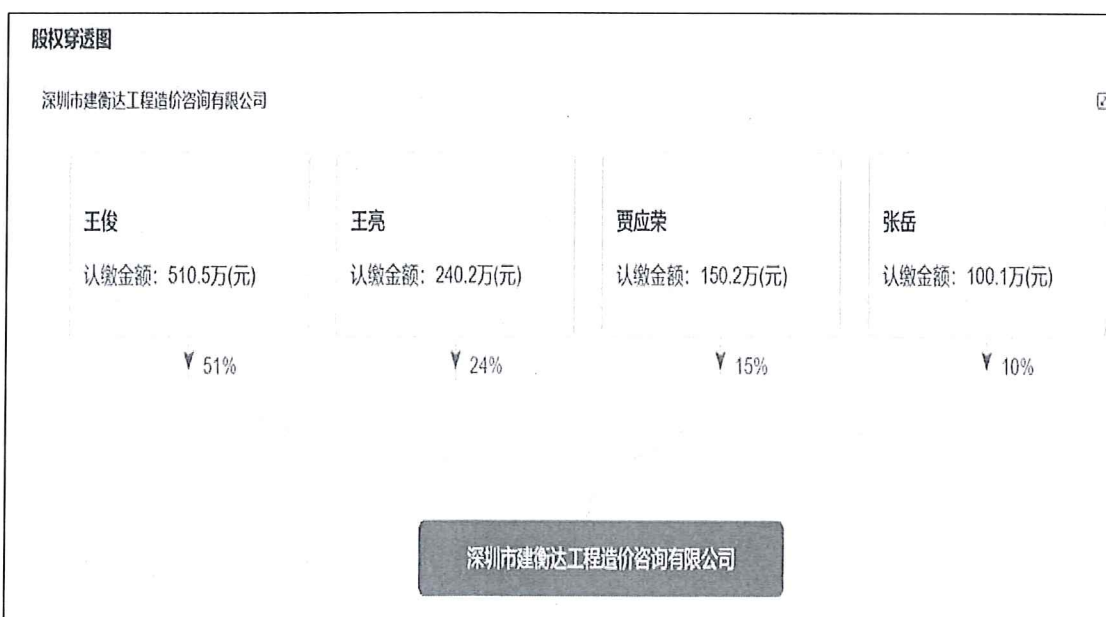 股权穿透图
深圳市建衡达工程造价咨询有限公司
王俊
认缴金额：510.5万(元)
51%
王亮
认缴金额：240.2万(元)
24%
贾应荣
认缴金额：150.2万(元)
15%
张岳
认缴金额：100.1万(元)
10%
深圳市建衡达工程造价咨询有限公司